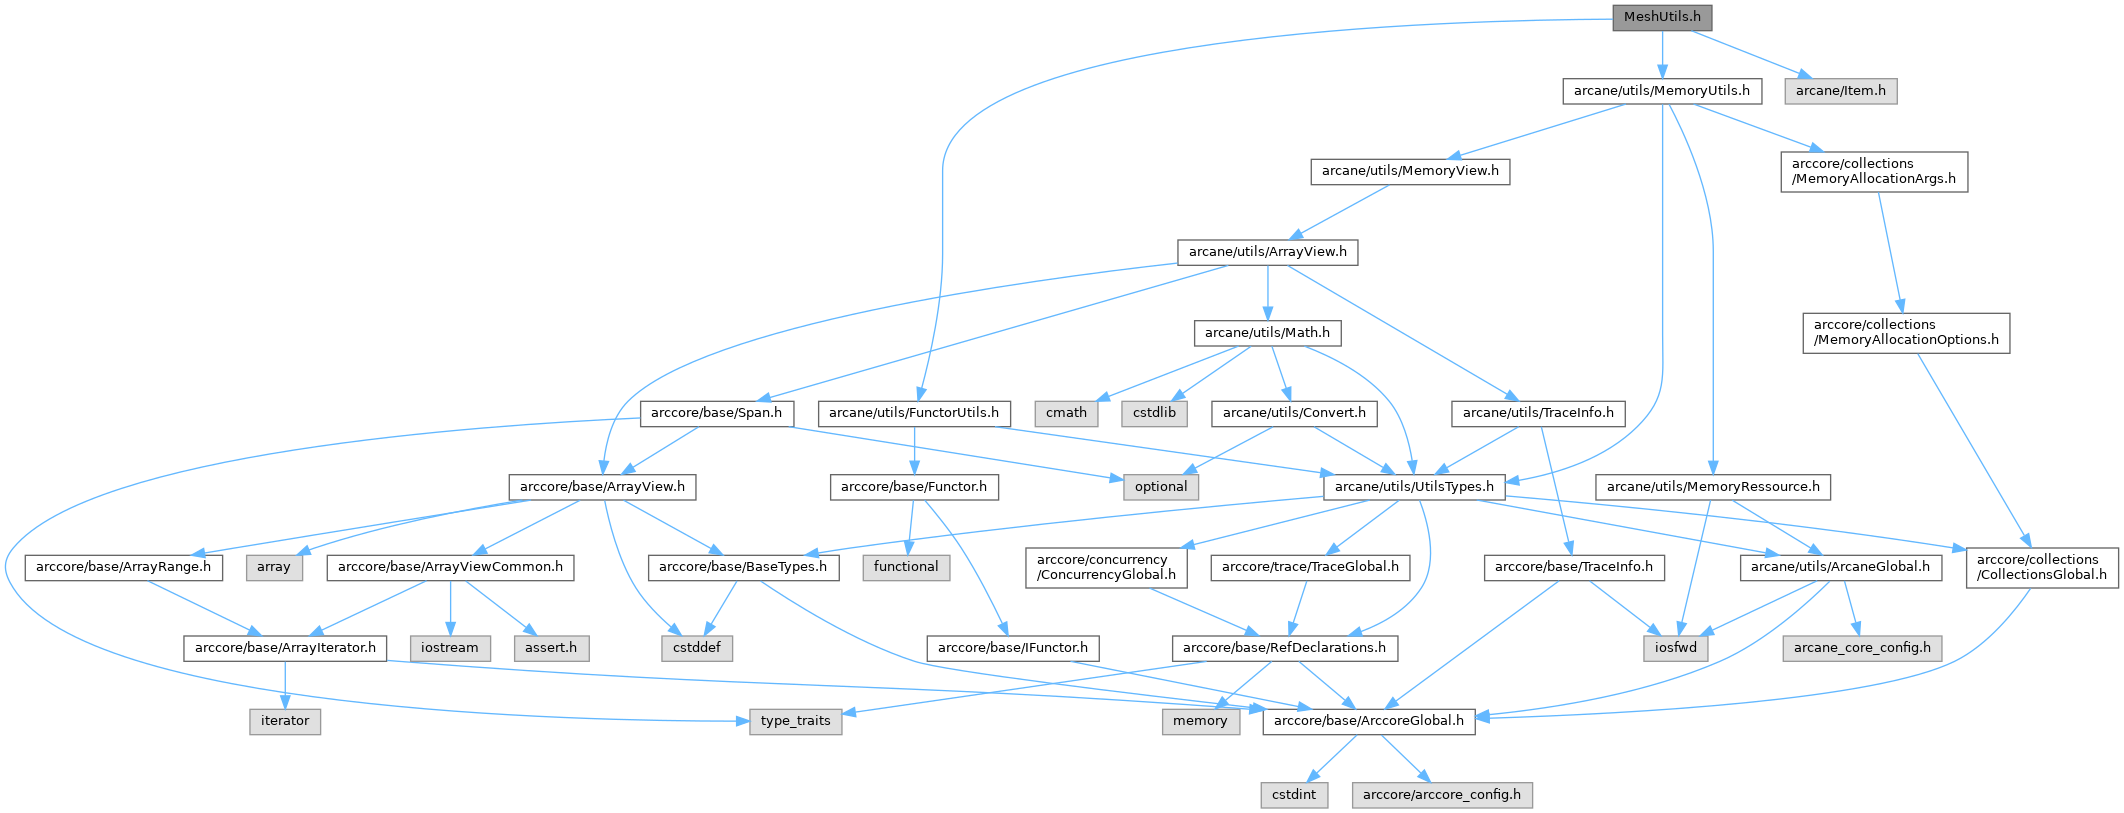 MeshUtils.h
arcane/utils/MemoryUtils.h
arcane/Item.h
arcane/utils/MemoryView.h
arccore/collections
/MemoryAllocationArgs.h
arcane/utils/ArrayView.h
arcane/utils/Math.h
arccore/collections
/MemoryAllocationOptions.h
arccore/base/Span.h
arcane/utils/FunctorUtils.h
cmath
cstdlib
arcane/utils/Convert.h
arcane/utils/TraceInfo.h
arccore/base/ArrayView.h
arccore/base/Functor.h
optional
arcane/utils/UtilsTypes.h
arcane/utils/MemoryRessource.h
arccore/base/ArrayRange.h
array
arccore/base/ArrayViewCommon.h
arccore/base/BaseTypes.h
functional
arccore/concurrency
/ConcurrencyGlobal.h
arccore/trace/TraceGlobal.h
arccore/base/TraceInfo.h
arcane/utils/ArcaneGlobal.h
arccore/collections
/CollectionsGlobal.h
arccore/base/ArrayIterator.h
iostream
assert.h
cstddef
arccore/base/IFunctor.h
arccore/base/RefDeclarations.h
iosfwd
arcane_core_config.h
iterator
type_traits
memory
arccore/base/ArccoreGlobal.h
cstdint
arccore/arccore_config.h